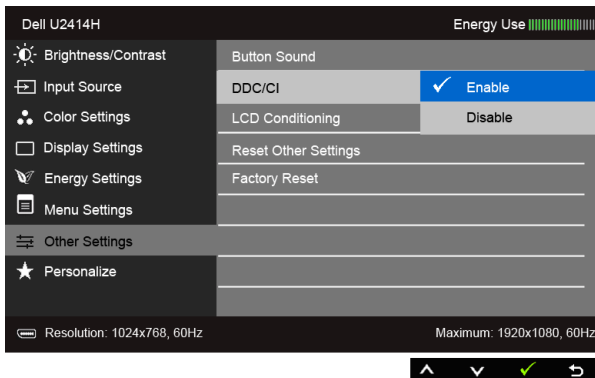 Dell U2414H Energy Use
Brightness/Contrast Button Sound
Input Source DDC/CI Enable
Color Settings LCD Conditioning Disable
Display Settings Reset Other Settings
Energy Settings Factory Reset
Menu Settings
Other Settings
Personalize
Resolution: 1024x768, 60Hz Maximum: 1920x1080, 60Hz